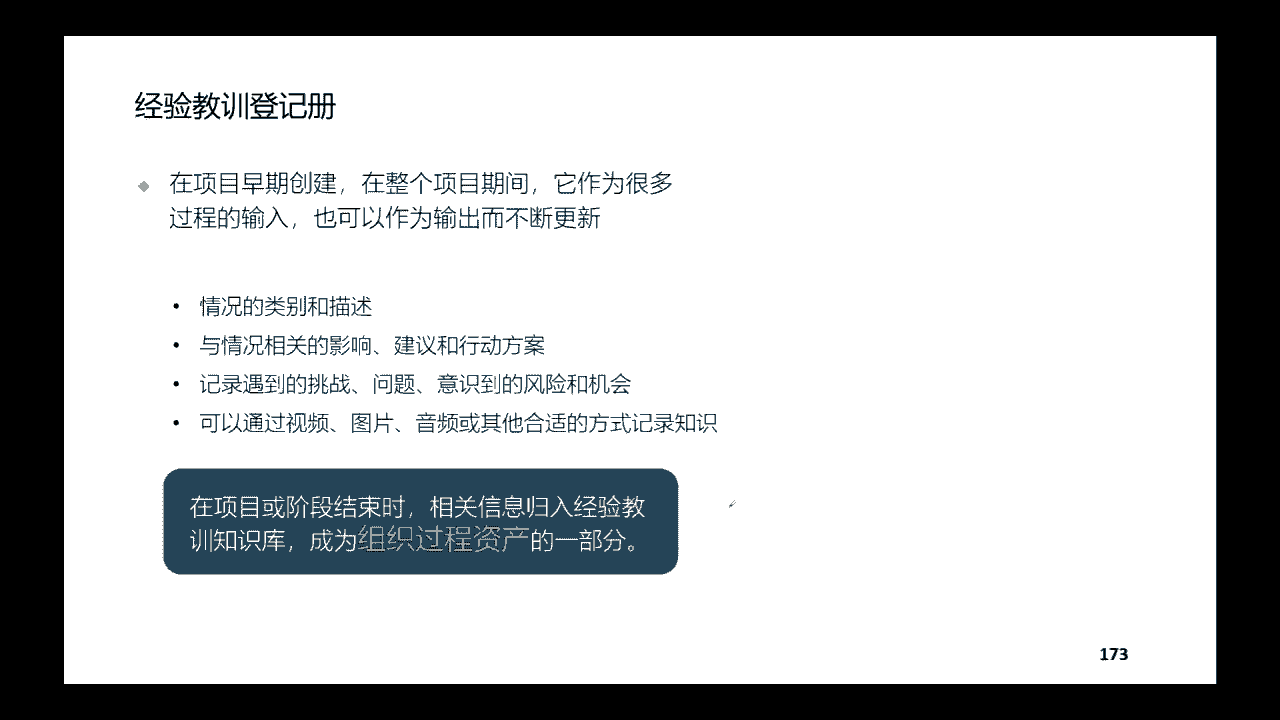 经验教训登记册
在项目早期创建，在整个项目期间，它作为很多
过程的输入，也可以作为输出而不断更新
情况的类别和描述
与情况相关的影响、建议和行动方案
记录遇到的挑战、问题、意识到的风险和机会
可以通过视频、图片、音频或其他合适的方式记录知识
在项目或阶段结束时，相关信息归入经验教
训知识库，成为组织过程资产的一部分。
173